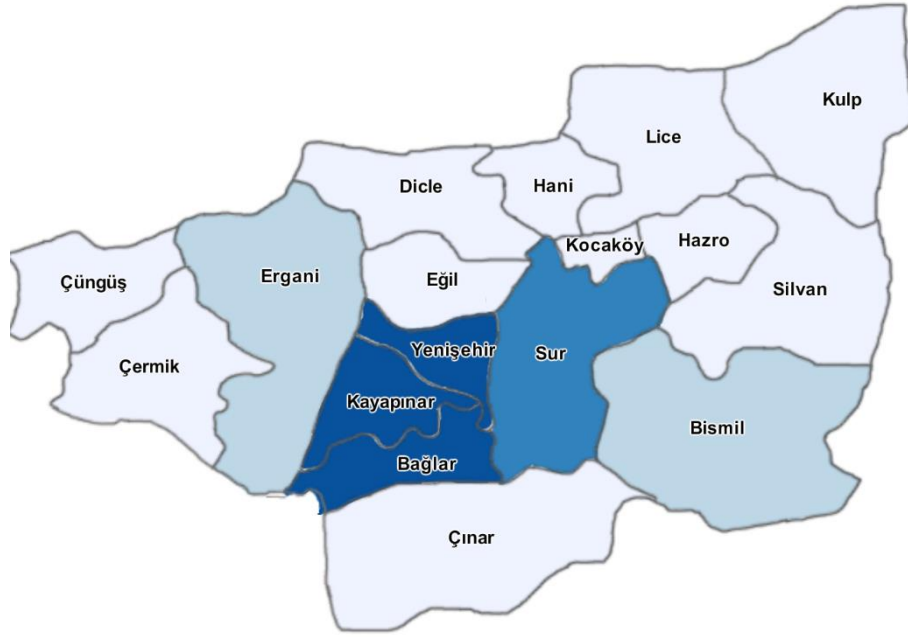 Kulp
Lice
Dicle
Hani
Kocaköy
Hazro
Çüngüş
Ergani
Eğil
Silvan
Çermik
Yenişehir
Sur
Kayapınar
Bismil
Bağlar
Çınar